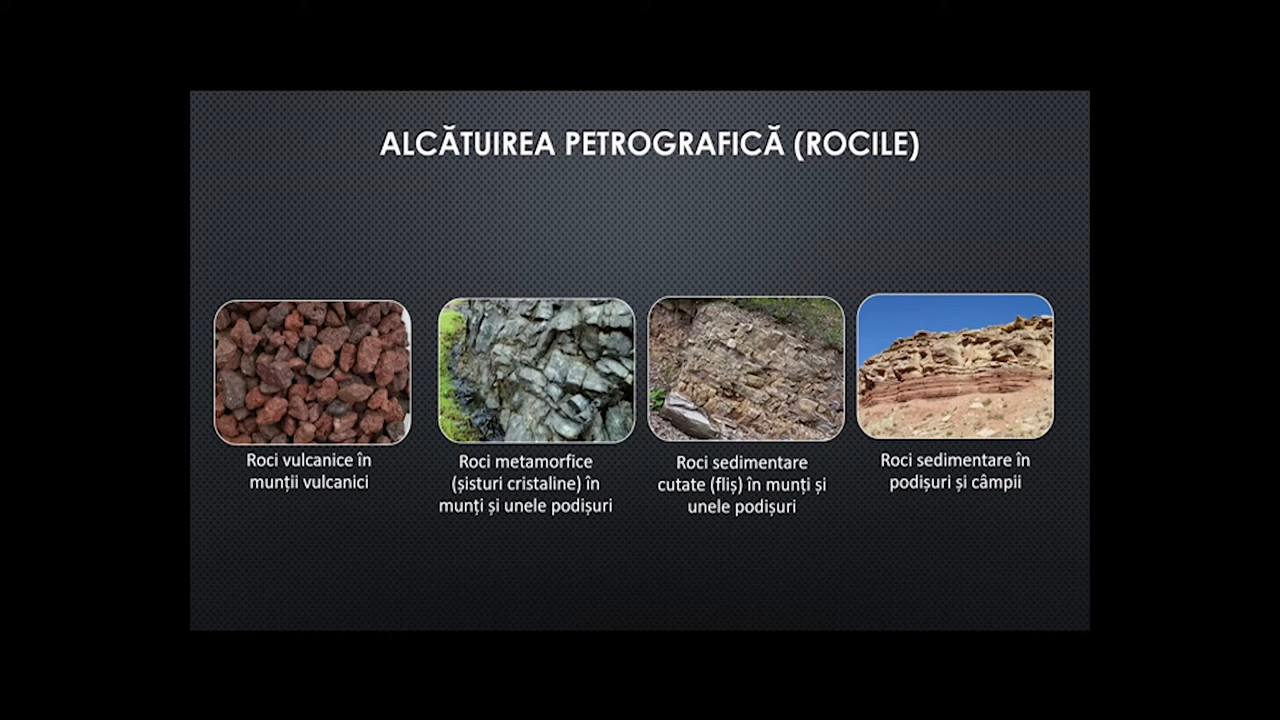 ALCĂTUIREA PETROGRAFICĂ (ROCILE)
Roci vulcanice în
munții vulcanici
Roci metamorfice
(șisturi cristaline) în
munți și unele podișuri
Roci sedimentare
cutate (fliș) în munți și
unele podișuri
Roci sedimentare în
podișuri și câmpii